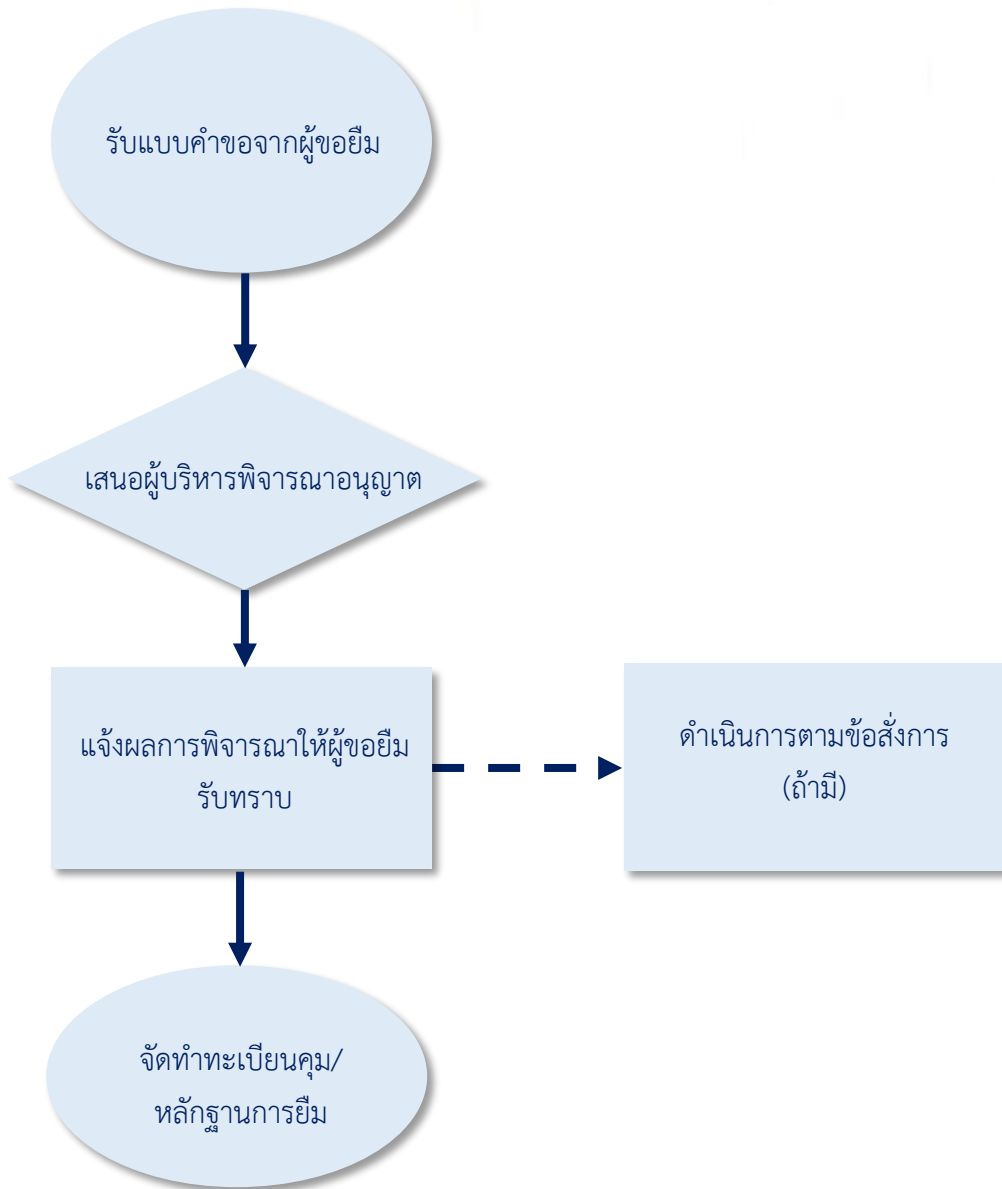 รับแบบคำขอจากผู้ขอยืม
เสนอผู้บริหารพิจารณาอนุญาต
แจ้งผลการพิจารณาให้ผู้ขอยืม
รับทราบ
ดำเนินการตามข้อสั่งการ
(ถ้ามี)
จัดทำทะเบียนคุม/
หลักฐานการยืม